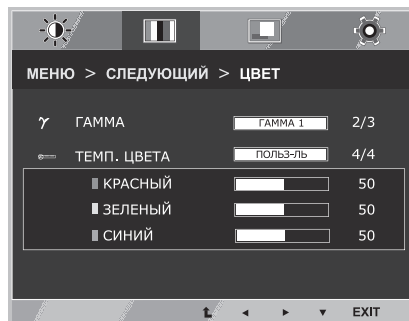 МЕНЮ > СЛЕДУЮЩИЙ > ЦВЕТ
γ ГАММА ГАММА 1 2/3
ТЕМП. ЦВЕТА ПОЛЬЗ-ЛЬ 4/4
КРАСНЫЙ 50
ЗЕЛЕНЫЙ 50
СИНИЙ 50
EXIT